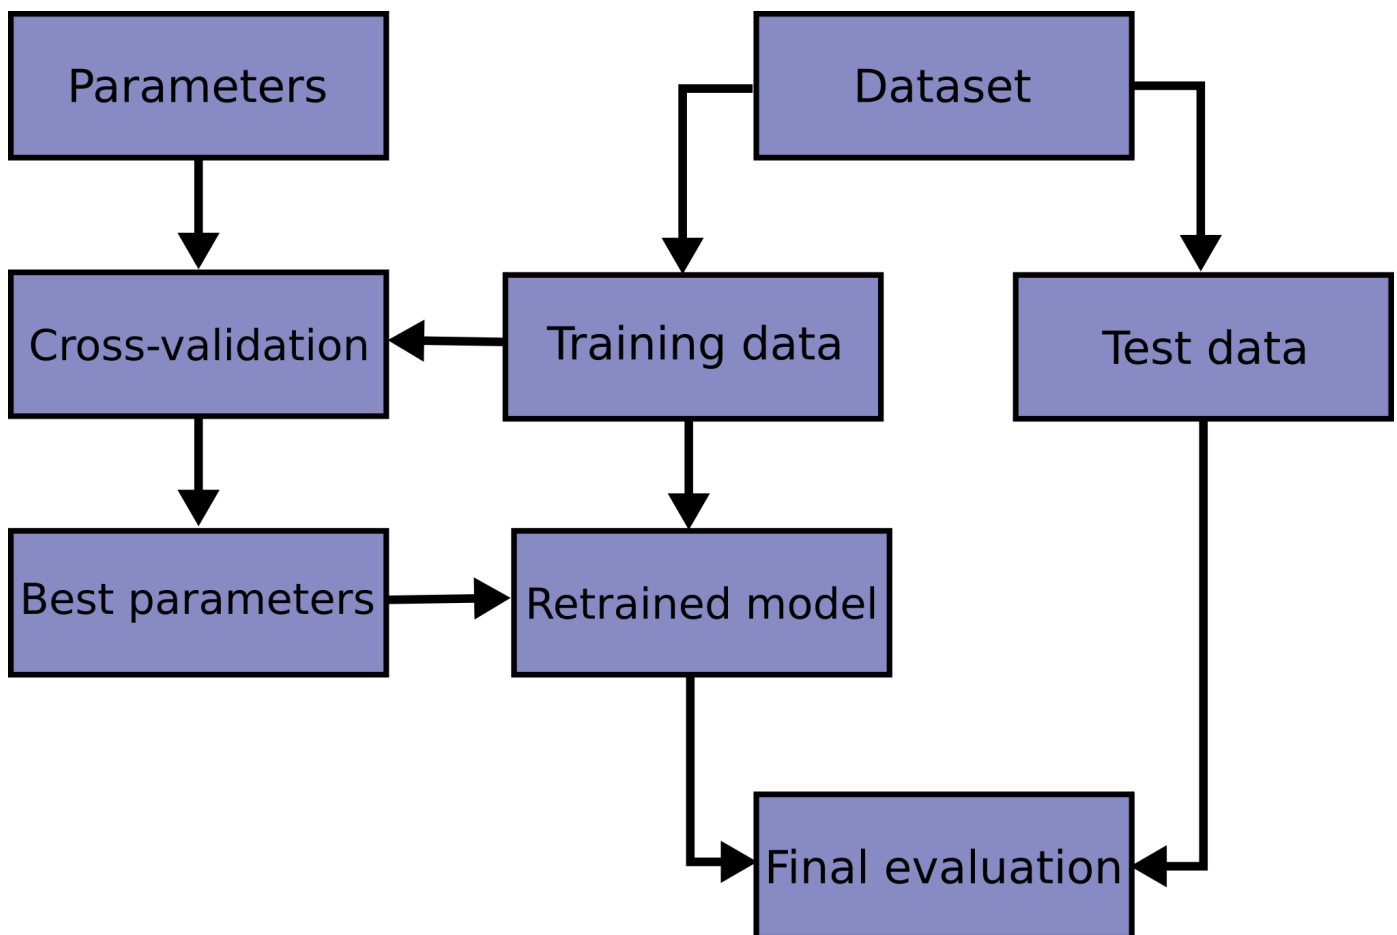 Parameters
Dataset
Cross-validation
Training data
Test data
Best parameters
Retrained model
Final evaluation